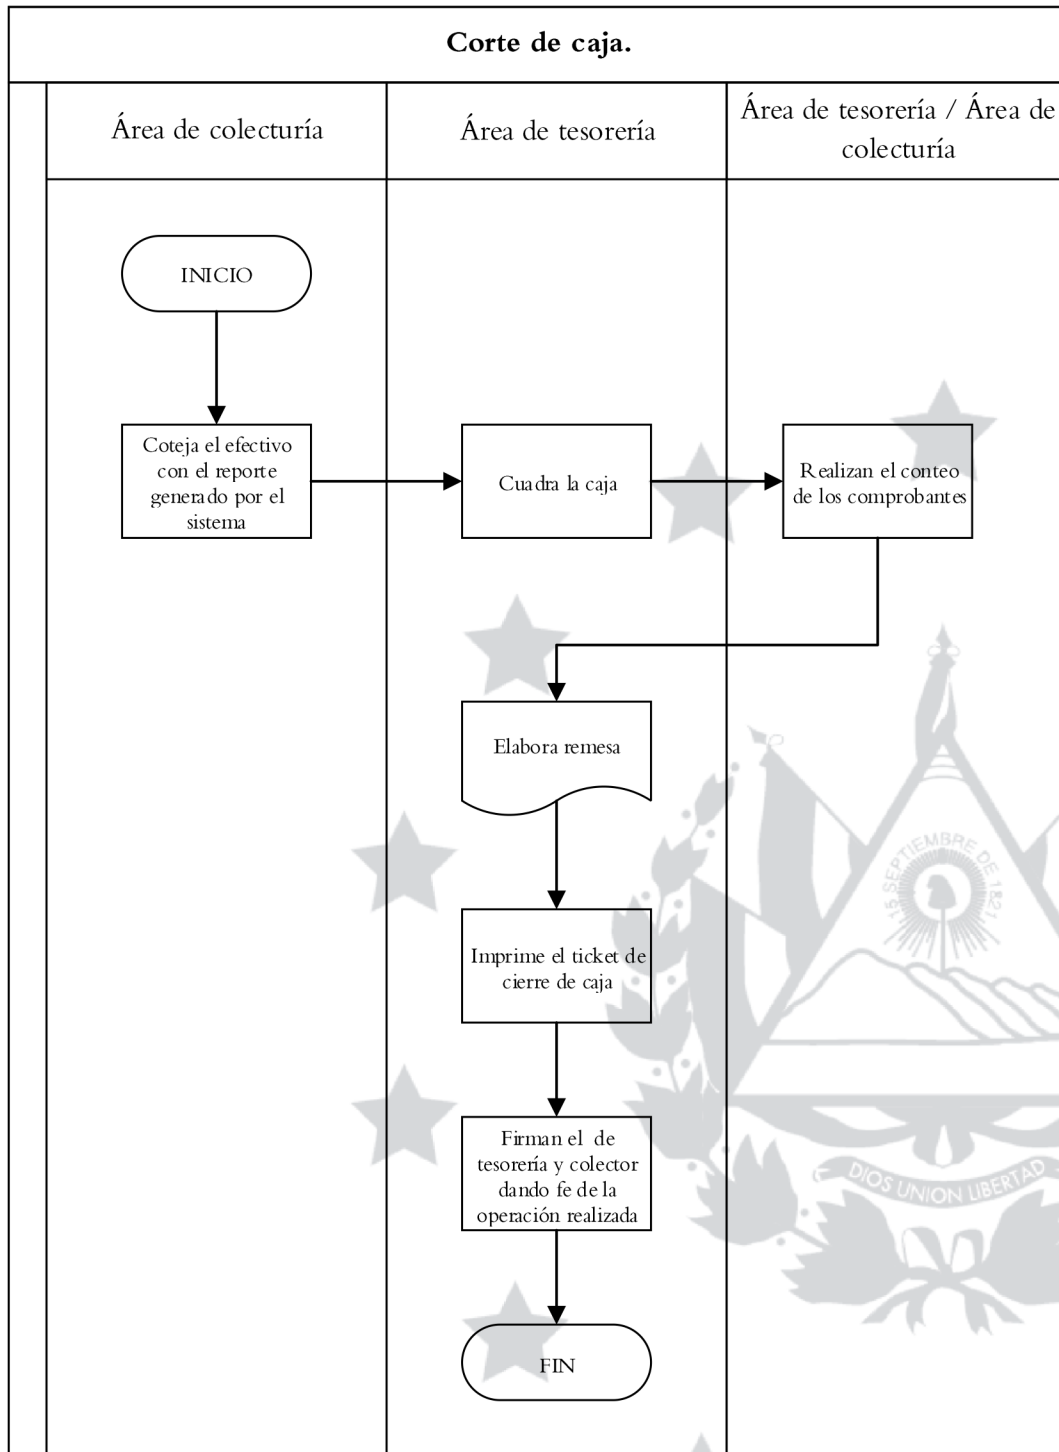 Corte de caja.
Área de colecturía
Área de tesorería
Área de tesorería / Área de
colecturía
INICIO
Coteja el efectivo
con el reporte
generado por el
sistema
Cuadra la caja
Realizan el conteo
de los comprobantes
Elabora remesa
Imprime el ticket de
cierre de caja
Firman el  de
tesorería y colector
dando fe de la
operación realizada
FIN
15 SEPTIEMBRE DE 1821
DIOS UNION LIBERTAD